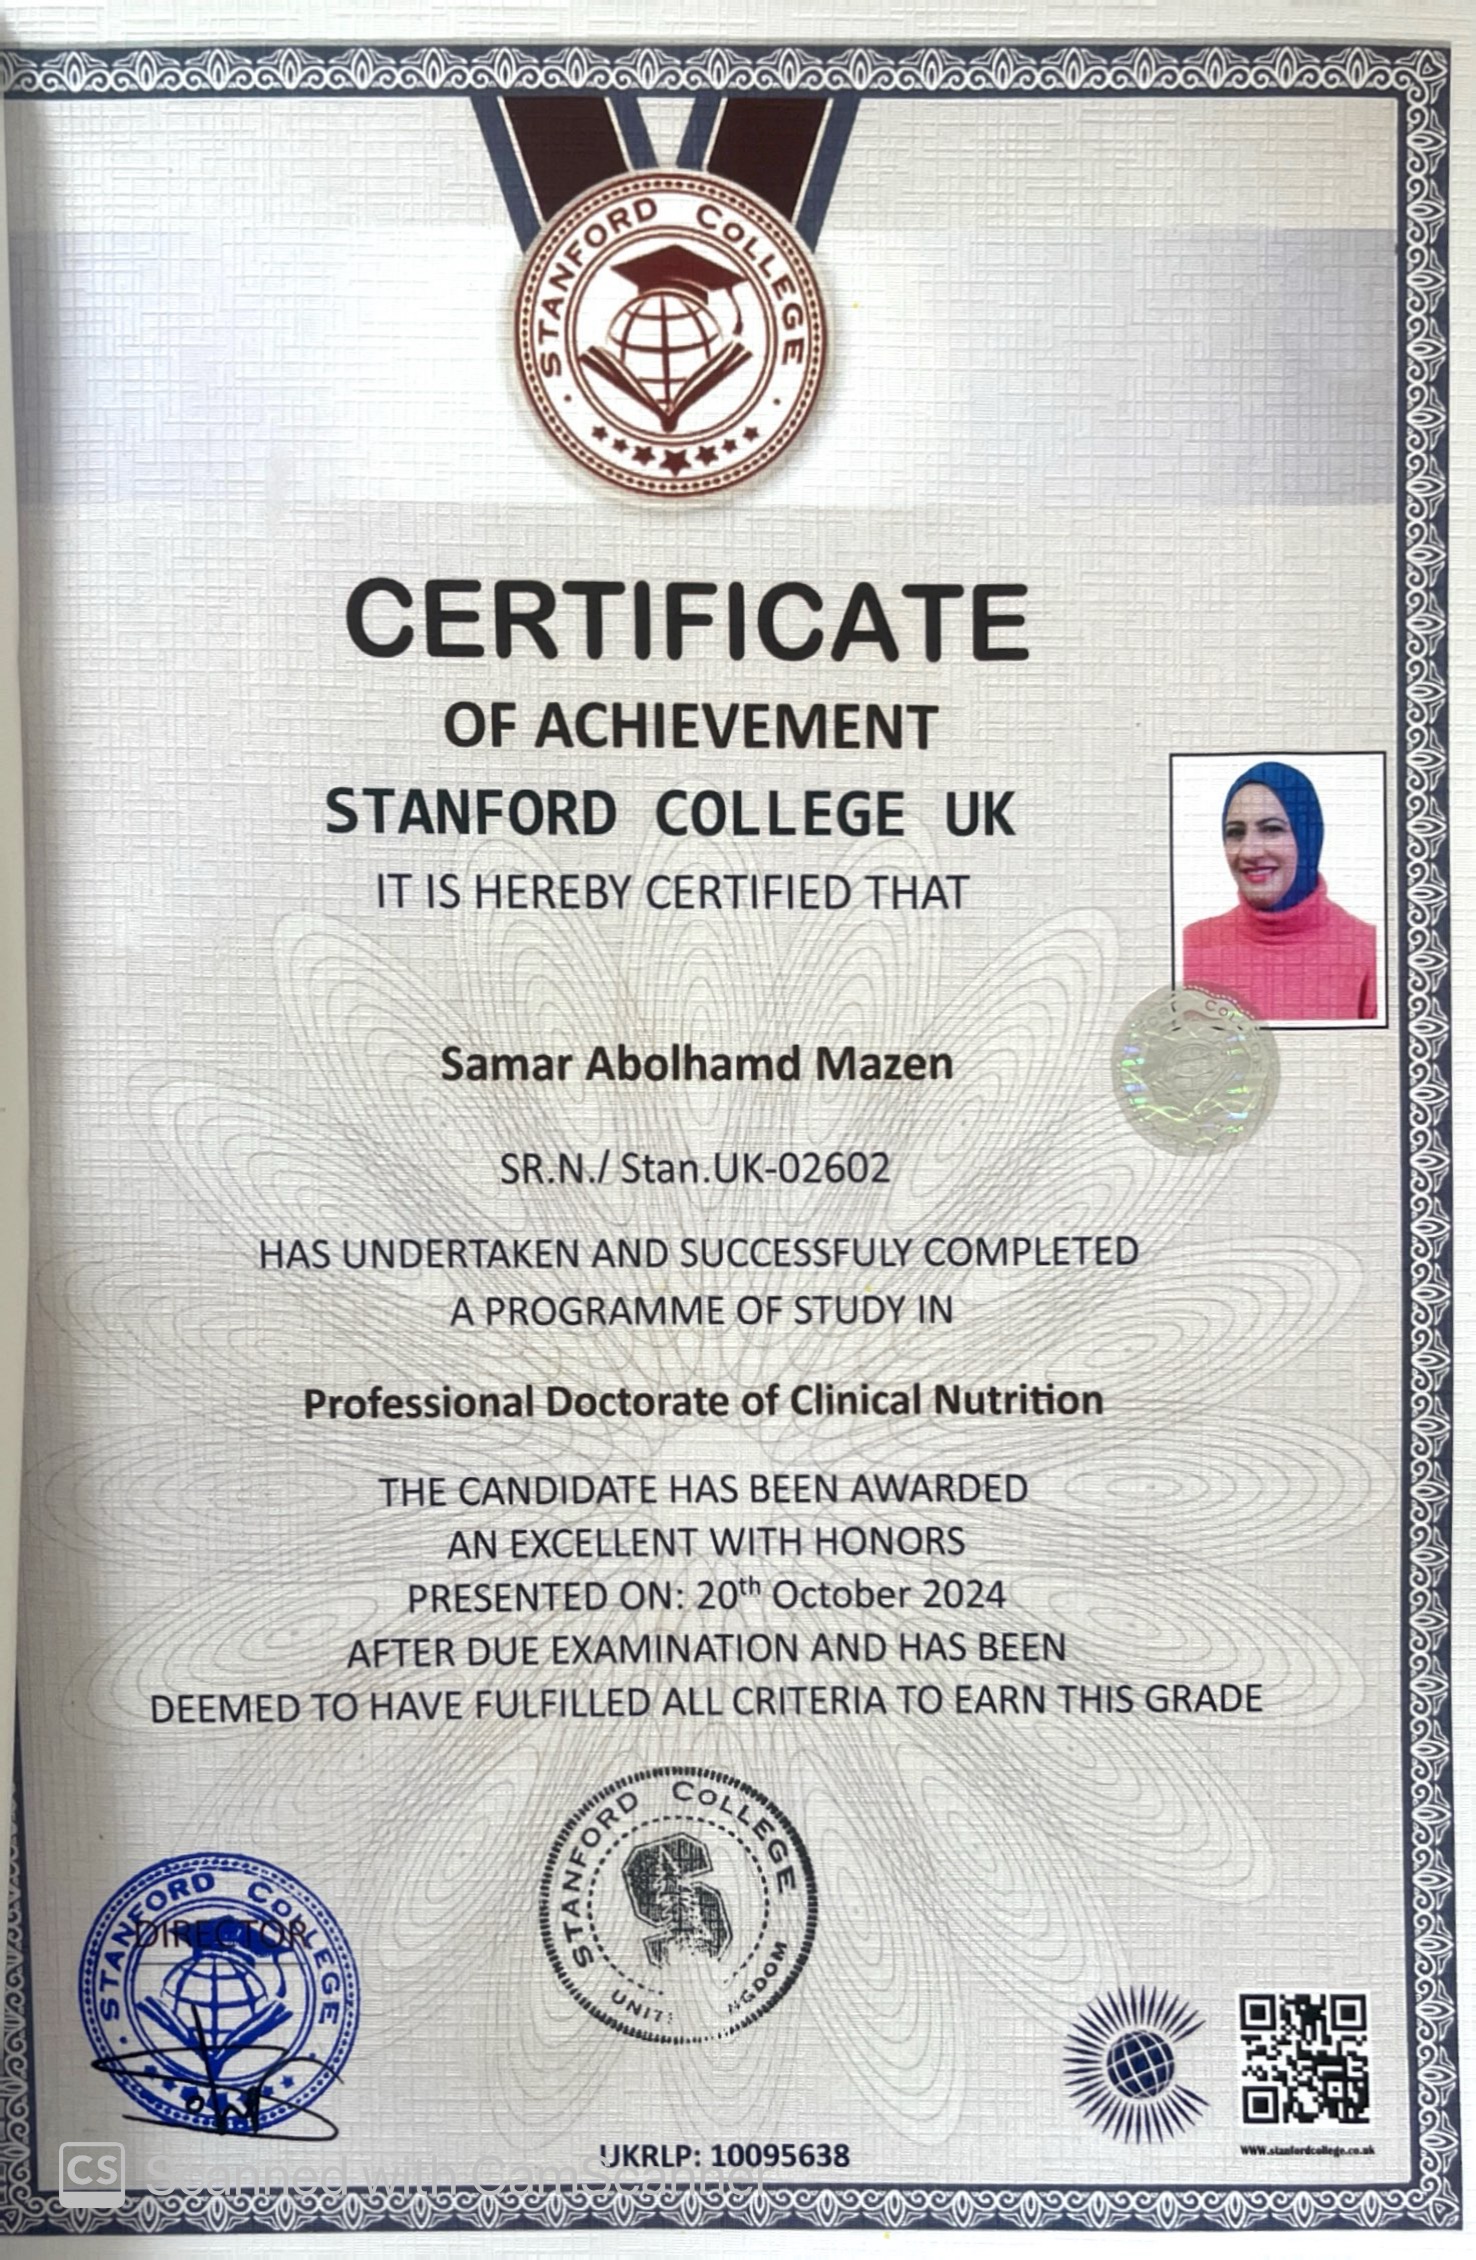 STANFORD COLLEGE
CERTIFICATE
OF ACHIEVEMENT
STANFORD COLLEGE UK
IT IS HEREBY CERTIFIED THAT
Samar Abolhamd Mazen
SR.N./ Stan.UK-02602
HAS UNDERTAKEN AND SUCCESSFULY COMPLETED
A PROGRAMME OF STUDY IN
Professional Doctorate of Clinical Nutrition
THE CANDIDATE HAS BEEN AWARDED
AN EXCELLENT WITH HONORS
PRESENTED ON: 20th October 2024
AFTER DUE EXAMINATION AND HAS BEEN
DEEMED TO HAVE FULFILLED ALL CRITERIA TO EARN THIS GRADE
STANFORD COLLEGE
STANFORD COLLEGE
DIRECTOR
www.stanfordcollege.co.uk
UKRLP: 10095638
CS Scanned with CamScanner